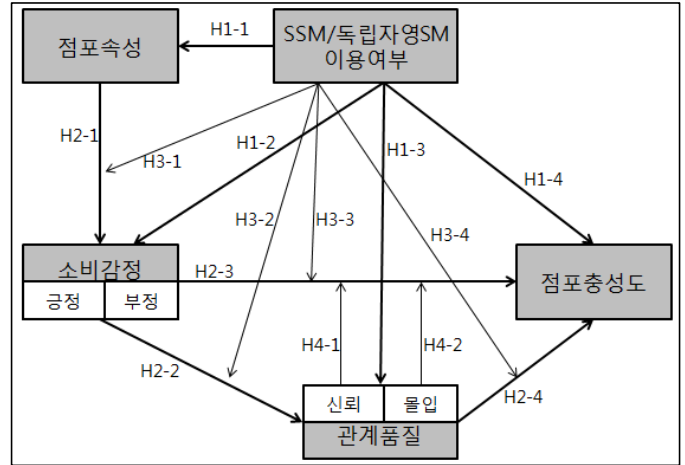 점포속성
H1-1
SSM/독립자영SM
이용여부
H2-1
H3-1
H1-2
H1-3
H1-4
H3-2
H3-3
H3-4
소비감정
긍정
부정
H2-3
점포충성도
H2-2
H4-1
H4-2
H2-4
신뢰
몰입
관계품질